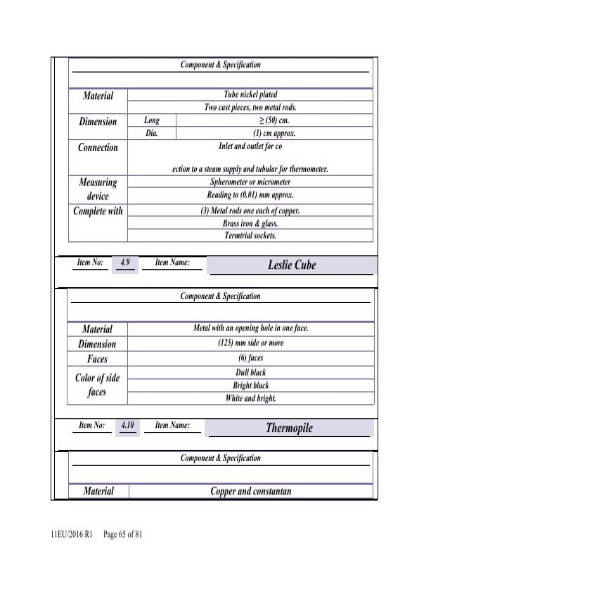 Component & Specification
Material Tube nickel plated
Two cast pieces, two metal rods.
Dimension Long ≥ (50) cm.
Dia. (1) cm approx.
Connection Inlet and outlet for co
ection to a steam supply and tubular for thermometer.
Measuring device Spherometer or micrometer
Reading to (0.01) mm approx.
Complete with (3) Metal rods one each of copper.
Brass iron & glass.
Termtrial sockets.
Item No: 4.9 Item Name: Leslie Cube
Component & Specification
Material Metal with an opening hole in one face.
Dimension (125) mm side or more
Faces (6) faces
Color of side faces Dull black
Bright black
White and bright.
Item No: 4.10 Item Name: Thermopile
Component & Specification
Material Copper and constantan
11EU/2016 R1 Page 65 of 81